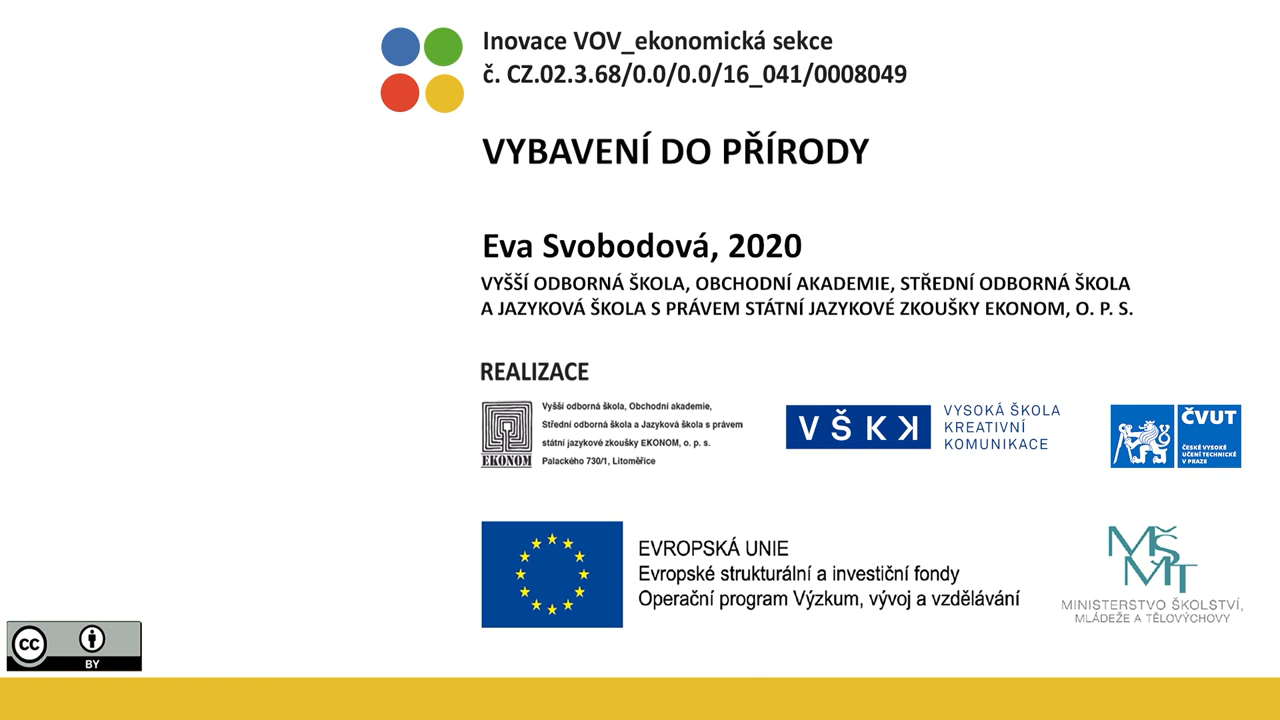 Inovace VOV_ekonomická sekce
č. CZ.02.3.68/0.0/0.0/16_041/0008049
VYBAVENÍ DO PŘÍRODY
Eva Svobodová, 2020
VYŠŠÍ ODBORNÁ ŠKOLA, OBCHODNÍ AKADEMIE, STŘEDNÍ ODBORNÁ ŠKOLA
A JAZYKOVÁ ŠKOLA S PRÁVEM STÁTNÍ JAZYKOVÉ ZKOUŠKY EKONOM, O. P. S.
REALIZACE
Vyšší odborná škola, Obchodní akademie,
Střední odborná škola a Jazyková škola s právem
státní jazykové zkoušky EKONOM, o. p. s.
Palackého 730/1, Litoměřice
EKONOM
VŠKK
VYSOKÁ ŠKOLA
KREATIVNÍ
KOMUNIKACE
ČVUT
ČESKÉ VYSOKÉ
UČENÍ TECHNICKÉ
V PRAZE
EVROPSKÁ UNIE
Evropské strukturální a investiční fondy
Operační program Výzkum, vývoj a vzdělávání
MŠMT
MINISTERSTVO ŠKOLSTVÍ,
MLÁDEŽE A TĚLOVÝCHOVY
CC
BY